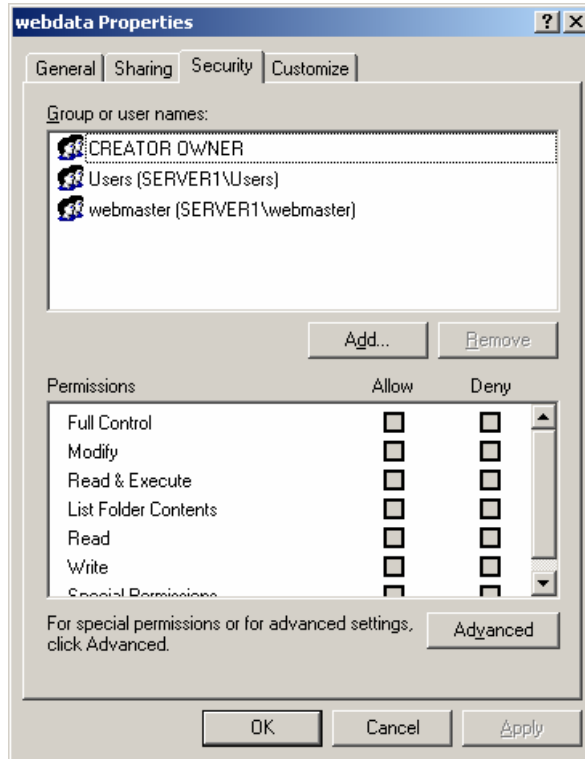 webdata Properties
General Sharing Security Customize
Group or user names:
CREATOR OWNER
Users (SERVER1\Users)
webmaster (SERVER1\webmaster)
Add... Remove
Permissions Allow Deny
Full Control
Modify
Read & Execute
List Folder Contents
Read
Write
Special Permissions
For special permissions or for advanced settings, Advanced
click Advanced.
OK Cancel Apply